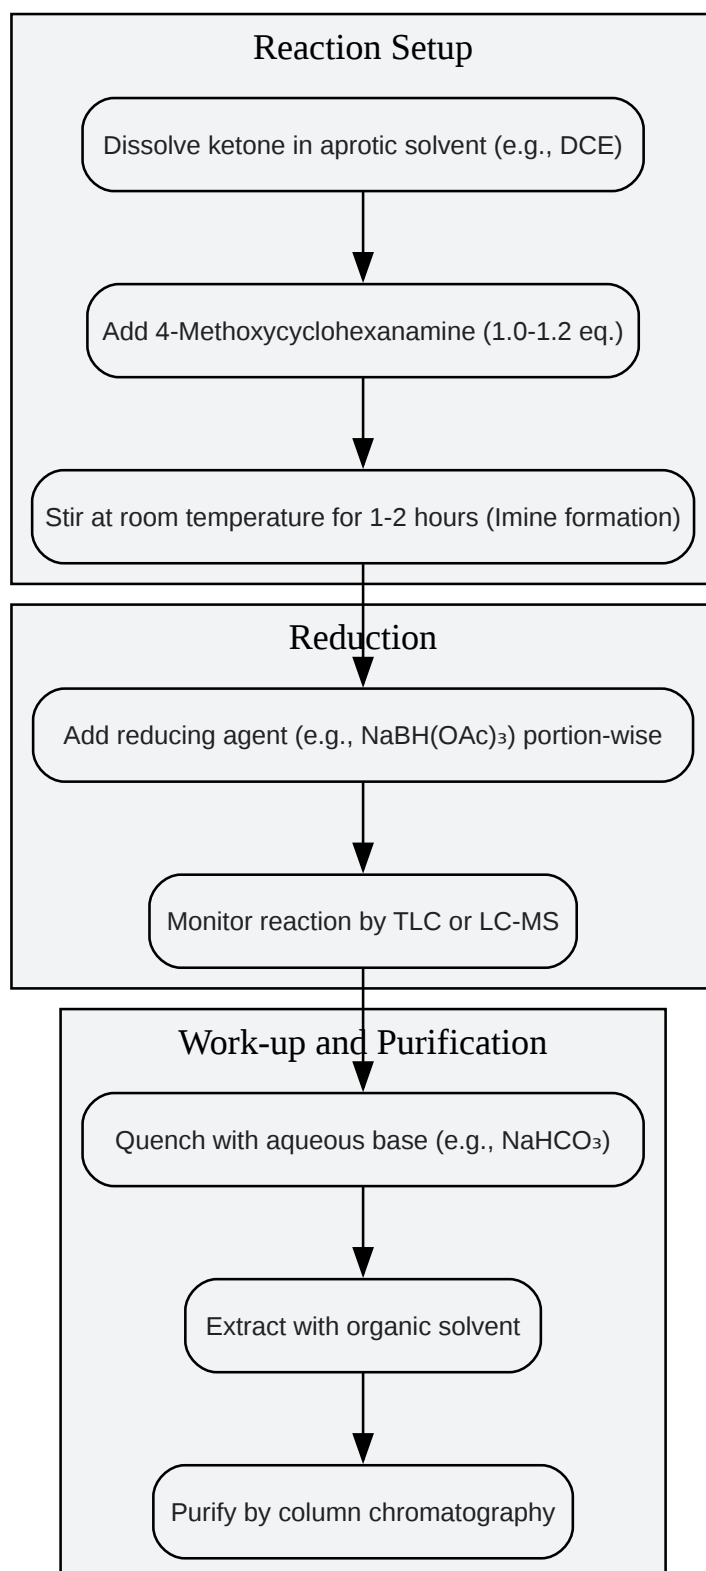 Reaction Setup
Dissolve ketone in aprotic solvent (e.g., DCE)
Add 4-Methoxycyclohexanamine (1.0-1.2 eq.)
Stir at room temperature for 1-2 hours (Imine formation)
Reduction
Add reducing agent (e.g., NaBH(OAc)₃) portion-wise
Monitor reaction by TLC or LC-MS
Work-up and Purification
Quench with aqueous base (e.g., NaHCO₃)
Extract with organic solvent
Purify by column chromatography